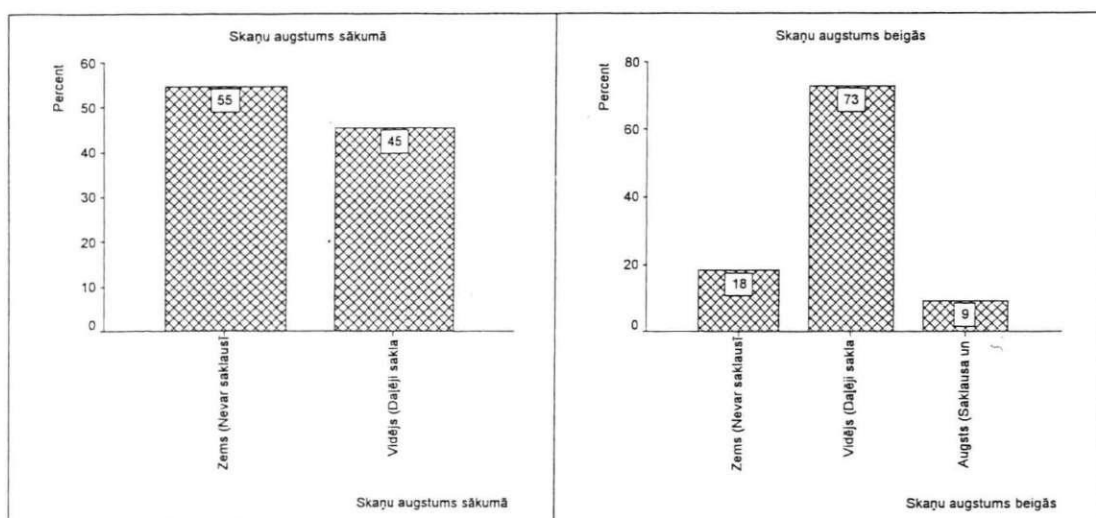 Skaņu augstums sākumā
Percent
60
50
40
30
20
10
0
55
45
Zems (Nevar saklausī
Vidējs (Daļēji sakla
Skaņu augstums sākumā
Skaņu augstums beigās
Percent
80
60
40
20
0
18
73
9
Zems (Nevar saklausī
Vidējs (Daļēji sakla
Augsts (Saklausa un
Skaņu augstums beigās